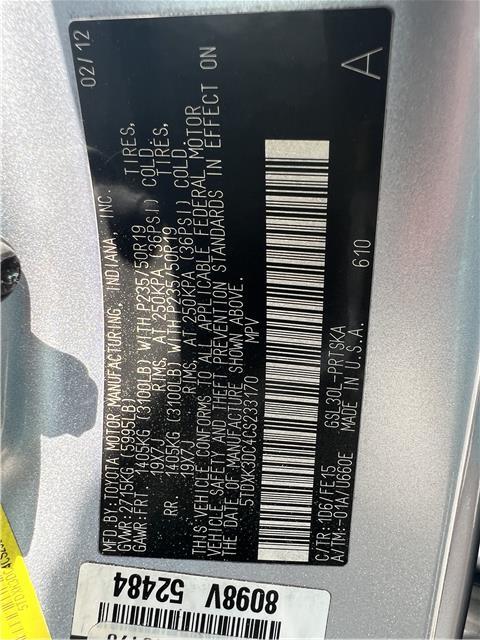 MFD.BY: TOYOTA MOTOR MANUFACTURING, INDIANA, INC. 02/12
GVWR: 2715KG(5995LB)
GAWR: FRT. 1405KG (3100LB) WITH P235/50R19 TIRES,
19X7J RIMS, AT 250KPA (36PSI) COLD.
RR. 1405KG (3100LB) WITH P235/50R19 TIRES,
19X7J RIMS, AT 250KPA (36PSI) COLD.
THIS VEHICLE CONFORMS TO ALL APPLICABLE FEDERAL MOTOR
VEHICLE SAFETY AND THEFT PREVENTION STANDARDS IN EFFECT ON
THE DATE OF MANUFACTURE SHOWN ABOVE.
5TDXK3DC4CS233170 MPV
A
C/TR: 1D6/FE15 GSL30L-PRTSKA 610
A/TM: -01A/U660E MADE IN U.S.A.
8098V
52484